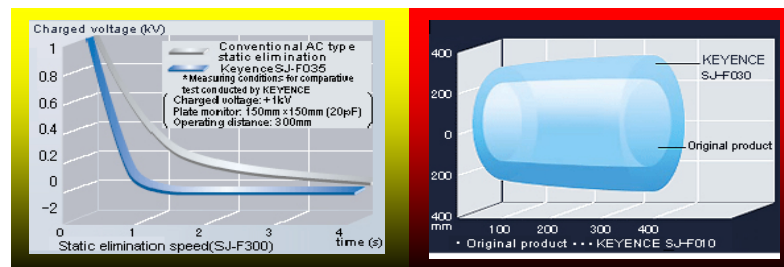 Charged voltage (kV)
1
0.8
0.6
0.4
0.2
0
−2
Conventional AC type
static elimination
Keyence SJ-F035
*Measuring conditions for comparative
test conducted by KEYENCE
Charged voltage: +1kV
Plate monitor: 150mm×150mm (20pF)
Operating distance: 300mm
0 1 2 3 4
time (s)
Static elimination speed(SJ-F300)
400
200
0
200
400
mm
KEYENCE
SJ-F030
Original product
100 200 300 400
• Original product ••• KEYENCE SJ-F010